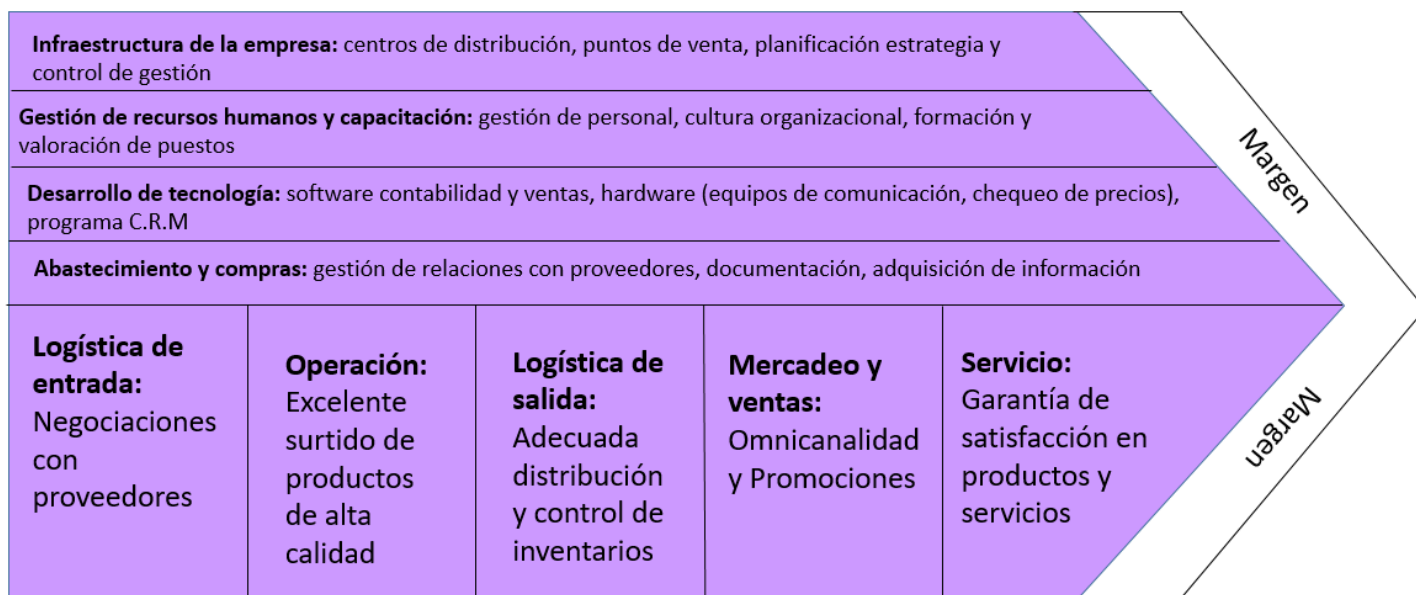 Infraestructura de la empresa: centros de distribución, puntos de venta, planificación estrategia y
control de gestión
Gestión de recursos humanos y capacitación: gestión de personal, cultura organizacional, formación y
valoración de puestos
Desarrollo de tecnología: software contabilidad y ventas, hardware (equipos de comunicación, chequeo de precios),
programa C.R.M
Abastecimiento y compras: gestión de relaciones con proveedores, documentación, adquisición de información
Logística de
entrada:
Negociaciones
con
proveedores
Operación:
Excelente
surtido de
productos
de alta
calidad
Logística de
salida:
Adecuada
distribución
y control de
inventarios
Mercadeo y
ventas:
Omnicanalidad
y Promociones
Servicio:
Garantía de
satisfacción en
productos y
servicios
Margen
Margen